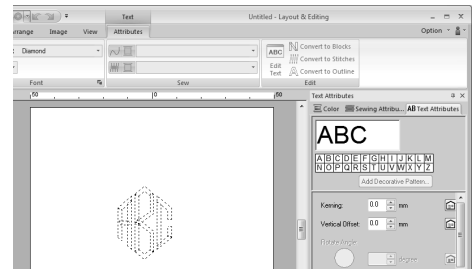 Text
Untitled - Layout & Editing
rrange Image View Attributes
Option
Diamond
ABC
Edit Text
Convert to Blocks
Convert to Stitches
Convert to Outline
Font
Sew
Edit
50 0 50
Text Attributes
Color Sewing Attribu... AB Text Attributes
ABC
A B C D E F G H I J K L M
N O P Q R S T U V W X Y Z
Add Decorative Pattern...
Kerning: 0.0 mm
Vertical Offset: 0.0 mm
Rotate Angle
degree